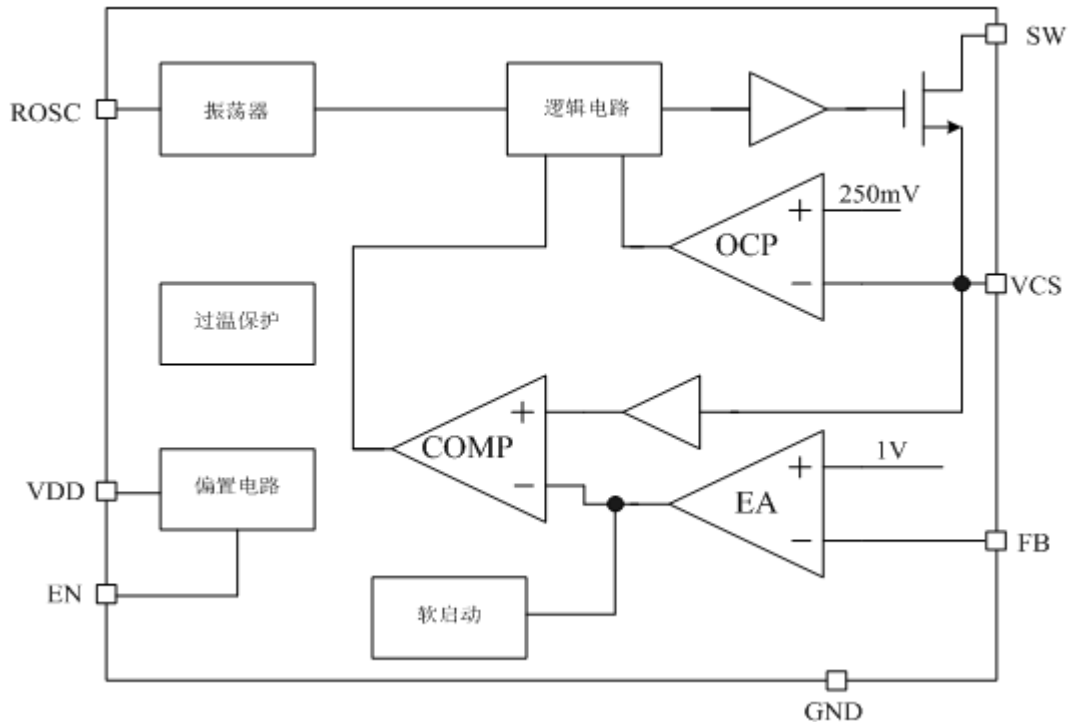 SW
ROSC
振荡器
逻辑电路
250mV
+
OCP
−
VCS
过温保护
+
COMP
−
1V
+
EA
−
VDD
偏置电路
FB
EN
软启动
GND